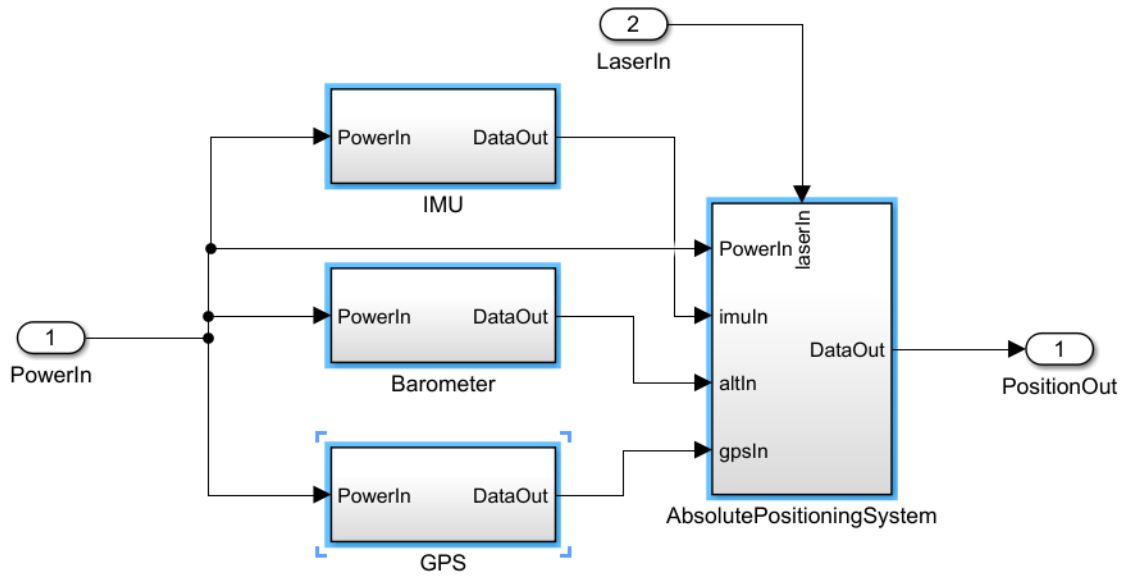 2
LaserIn
PowerIn
DataOut
IMU
laserIn
PowerIn
PowerIn
DataOut
imuIn
1
PowerIn
DataOut
1
PositionOut
Barometer
altIn
gpsIn
PowerIn
DataOut
AbsolutePositioningSystem
GPS